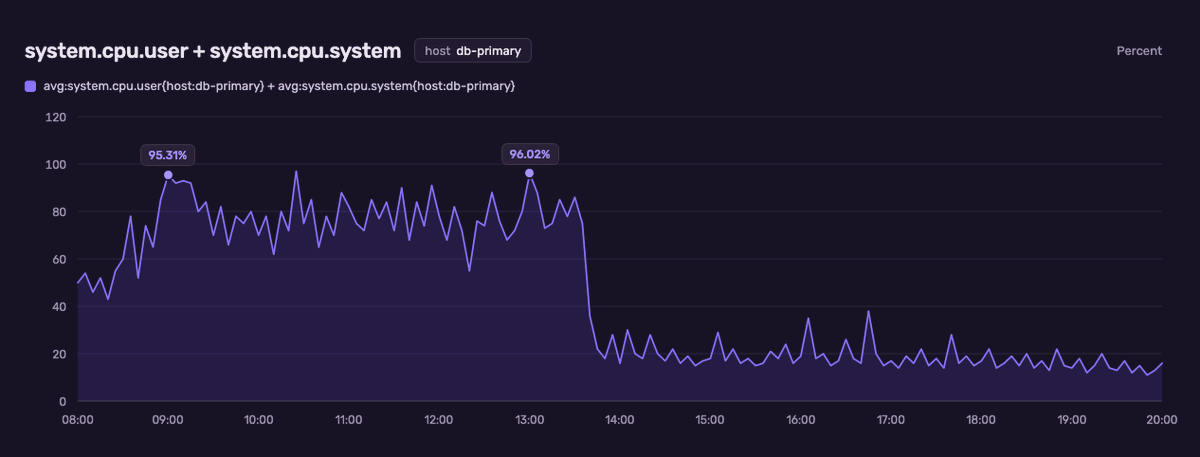 system.cpu.user + system.cpu.system host db-primary Percent
avg:system.cpu.user{host:db-primary} + avg:system.cpu.system{host:db-primary}
120
95.31% 96.02%
100
80
60
40
20
0
08:00 09:00 10:00 11:00 12:00 13:00 14:00 15:00 16:00 17:00 18:00 19:00 20:00